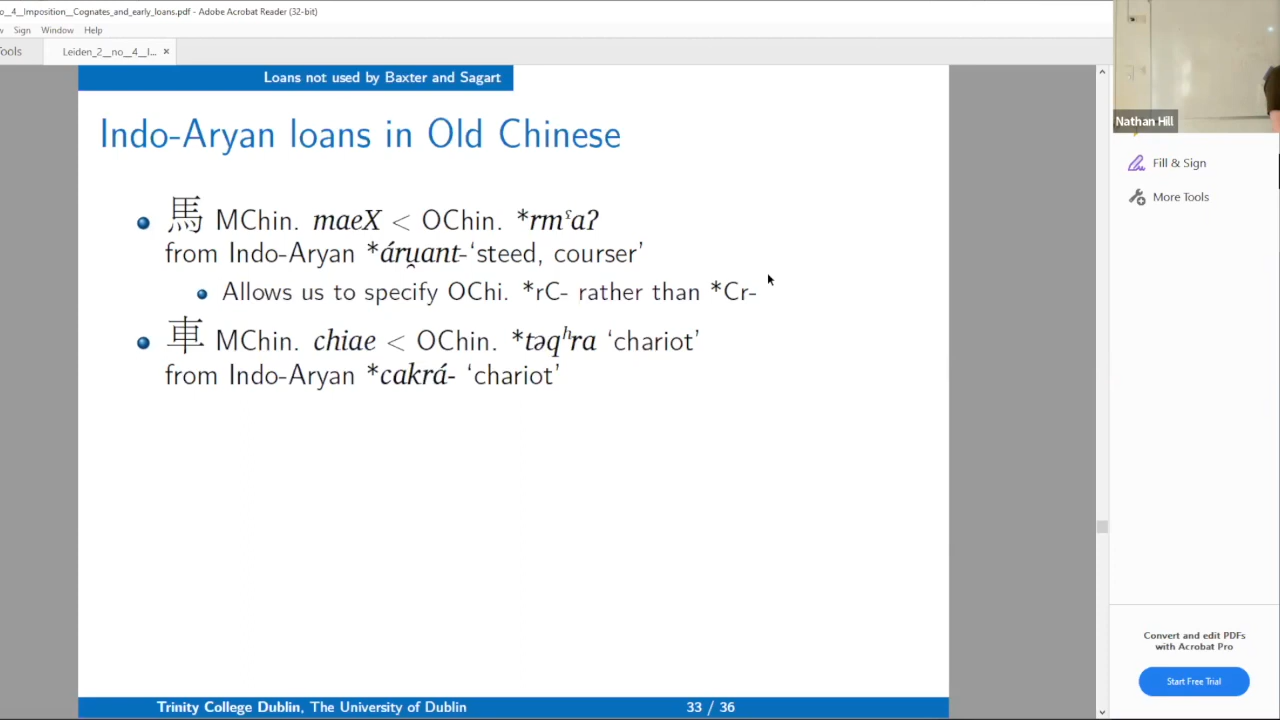 o__4__Imposition__Cognates_and_early_loans.pdf - Adobe Acrobat Reader (32-bit)
Sign Window Help
Tools
Leiden_2__no__4__I... ×
Loans not used by Baxter and Sagart
Indo-Aryan loans in Old Chinese
馬 MChin. maeX < OChin. *rmˤaʔ
from Indo-Aryan *áru̯ant-‘steed, courser’
Allows us to specify OChi. *rC- rather than *Cr-
車 MChin. chiae < OChin. *təqʰra ‘chariot’
from Indo-Aryan *cakrá- ‘chariot’
Trinity College Dublin, The University of Dublin 33 / 36
Nathan Hill
Fill & Sign
More Tools
Convert and edit PDFs
with Acrobat Pro
Start Free Trial